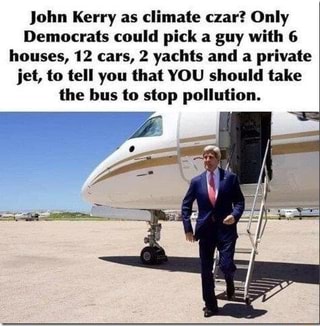 John Kerry as climate czar? Only
Democrats could pick a guy with 6
houses, 12 cars, 2 yachts and a private
jet, to tell you that YOU should take
the bus to stop pollution.